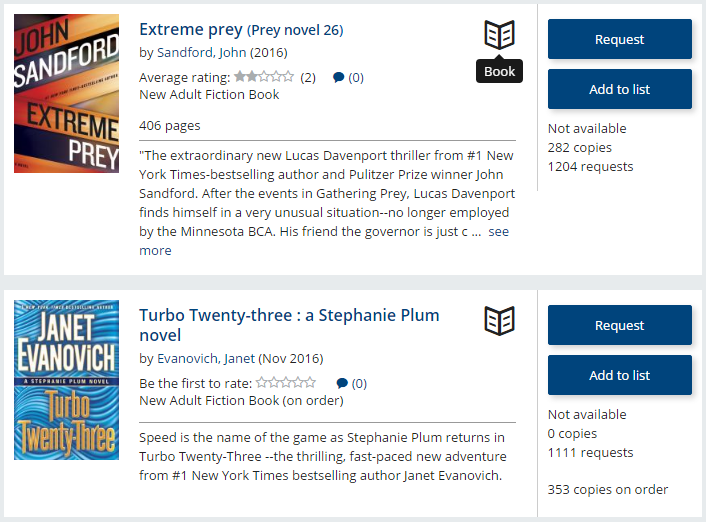 JOHN
SANDFORD
#1 NEW YORK TIMES-BESTSELLING AUTHOR
EXTREME
PREY
A NOVEL
Extreme prey (Prey novel 26)
by Sandford, John (2016)
Average rating: (2) (0)
New Adult Fiction Book
406 pages
"The extraordinary new Lucas Davenport thriller from #1 New
York Times-bestselling author and Pulitzer Prize winner John
Sandford. After the events in Gathering Prey, Lucas Davenport
finds himself in a very unusual situation--no longer employed
by the Minnesota BCA. His friend the governor is just c ... see
more
Book
Request
Add to list
Not available
282 copies
1204 requests
JANET
EVANOVICH
A STEPHANIE PLUM NOVEL
Turbo
Twenty-Three
Turbo Twenty-three : a Stephanie Plum
novel
by Evanovich, Janet (Nov 2016)
Be the first to rate: (0)
New Adult Fiction Book (on order)
Speed is the name of the game as Stephanie Plum returns in
Turbo Twenty-Three --the thrilling, fast-paced new adventure
from #1 New York Times bestselling author Janet Evanovich.
Request
Add to list
Not available
0 copies
1111 requests
353 copies on order